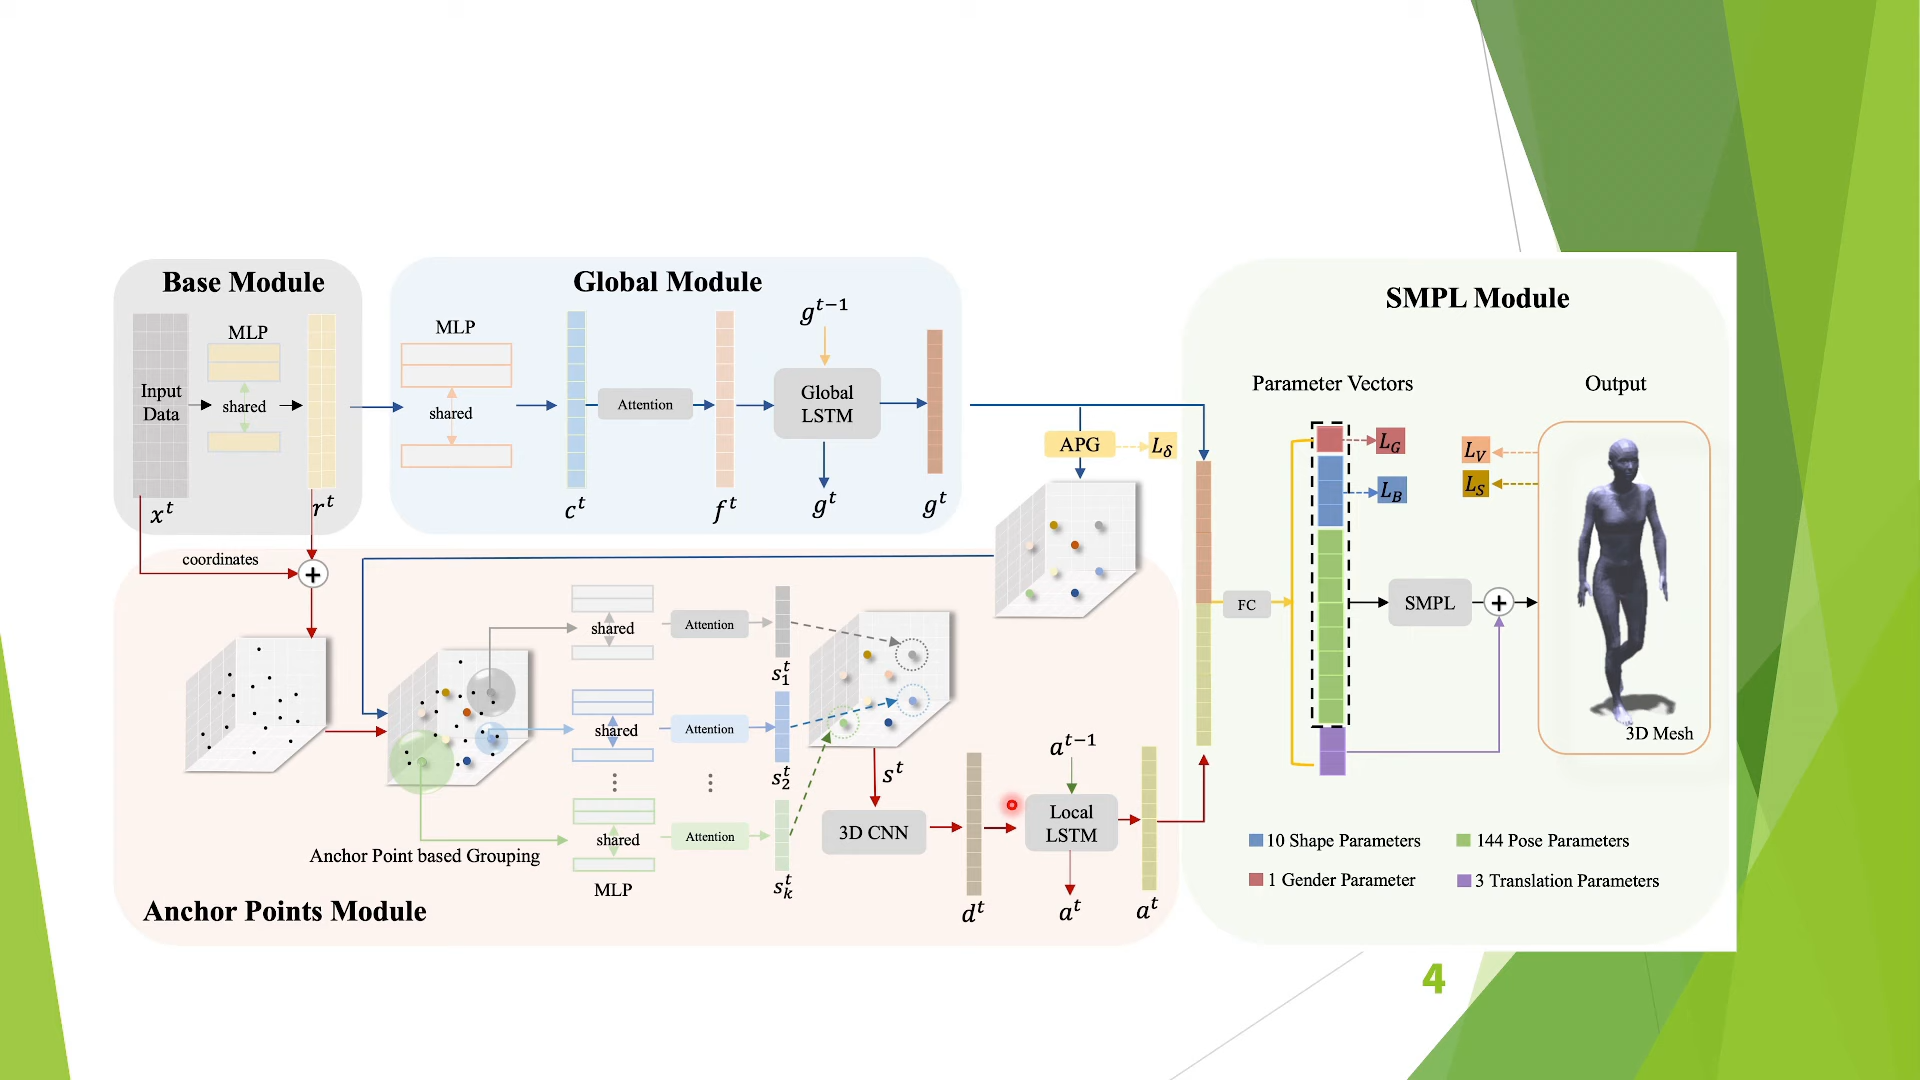 Base Module
MLP
Input
Data
shared
x^t
r^t
Global Module
MLP
shared
c^t
Attention
f^t
g^{t-1}
Global
LSTM
g^t
g^t
APG
L_δ
coordinates
+
Anchor Point based Grouping
shared
Attention
s_1^t
shared
Attention
s_2^t
shared
Attention
s_k^t
MLP
s^t
3D CNN
d^t
a^{t-1}
Local
LSTM
a^t
a^t
Anchor Points Module
SMPL Module
Parameter Vectors
Output
L_G
L_B
L_V
L_S
FC
SMPL
+
3D Mesh
10 Shape Parameters
144 Pose Parameters
1 Gender Parameter
3 Translation Parameters
4